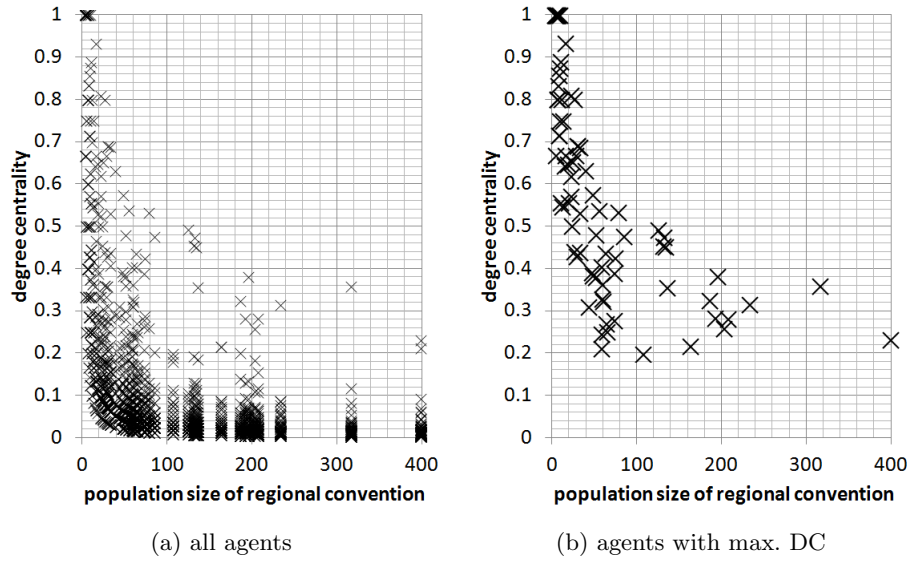 1
0.9
0.8
0.7
0.6
0.5
0.4
0.3
0.2
0.1
0
degree centrality
0 100 200 300 400
population size of regional convention
(a) all agents
1
0.9
0.8
0.7
0.6
0.5
0.4
0.3
0.2
0.1
0
degree centrality
0 100 200 300 400
population size of regional convention
(b) agents with max. DC